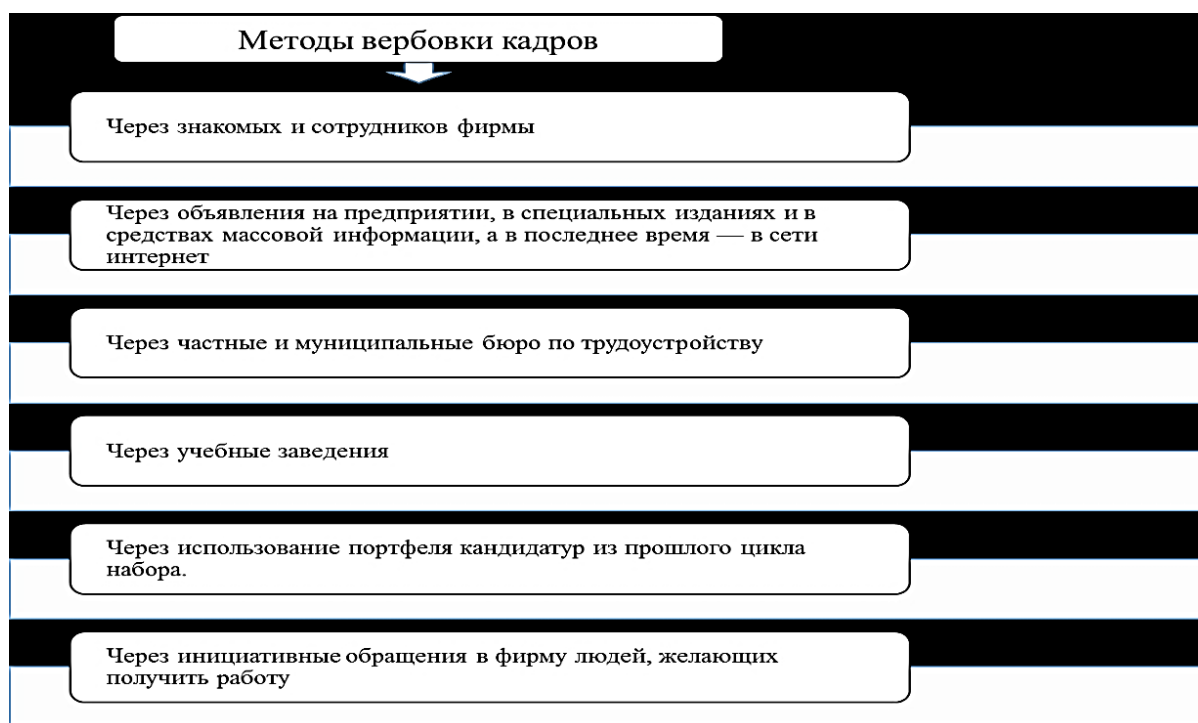 Методы вербовки кадров
Через знакомых и сотрудников фирмы
Через объявления на предприятии, в специальных изданиях и в
средствах массовой информации, а в последнее время — в сети
интернет
Через частные и муниципальные бюро по трудоустройству
Через учебные заведения
Через использование портфеля кандидатур из прошлого цикла
набора.
Через инициативные обращения в фирму людей, желающих
получить работу